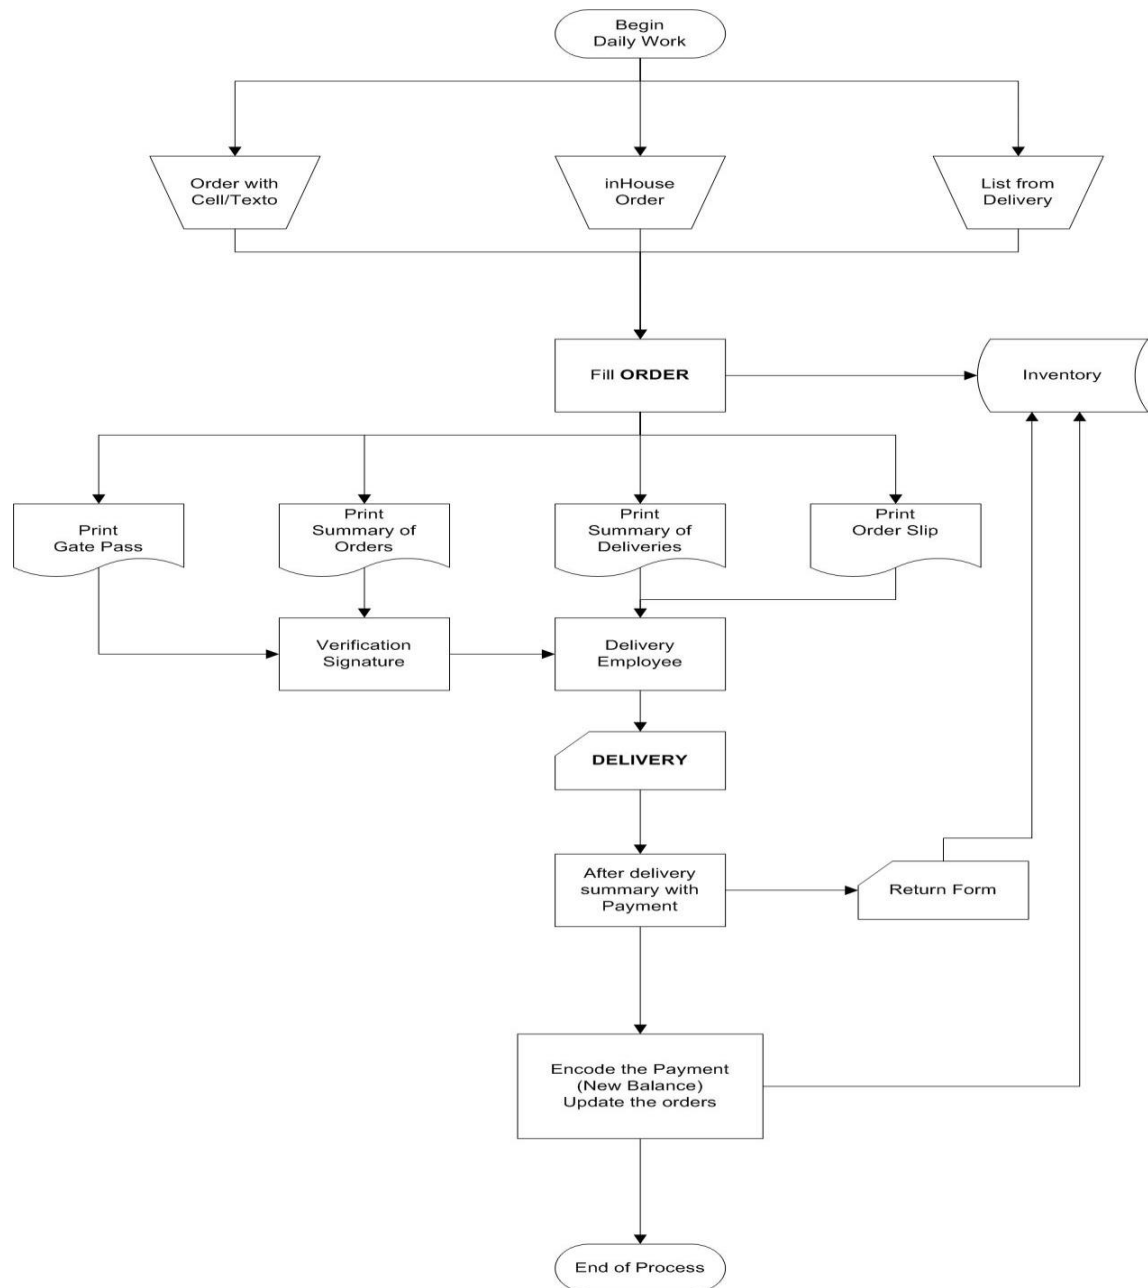 Begin
Daily Work
Order with
Cell/Texto
inHouse
Order
List from
Delivery
Fill ORDER
Inventory
Print
Gate Pass
Print
Summary of
Orders
Print
Summary of
Deliveries
Print
Order Slip
Verification
Signature
Delivery
Employee
DELIVERY
After delivery
summary with
Payment
Return Form
Encode the Payment
(New Balance)
Update the orders
End of Process